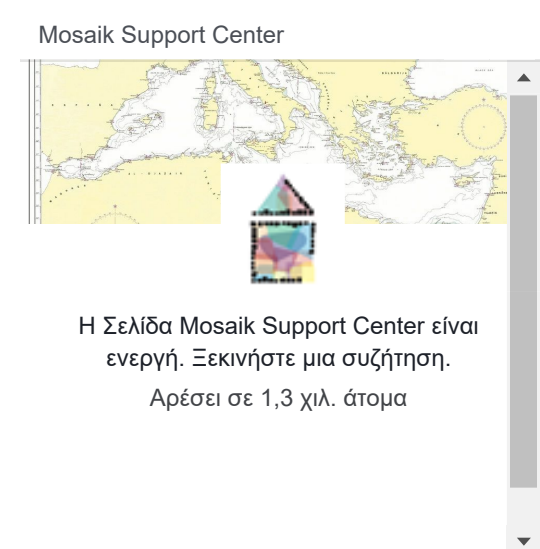 Mosaik Support Center
Η Σελίδα Mosaik Support Center είναι
ενεργή. Ξεκινήστε μια συζήτηση.
Αρέσει σε 1,3 χιλ. άτομα